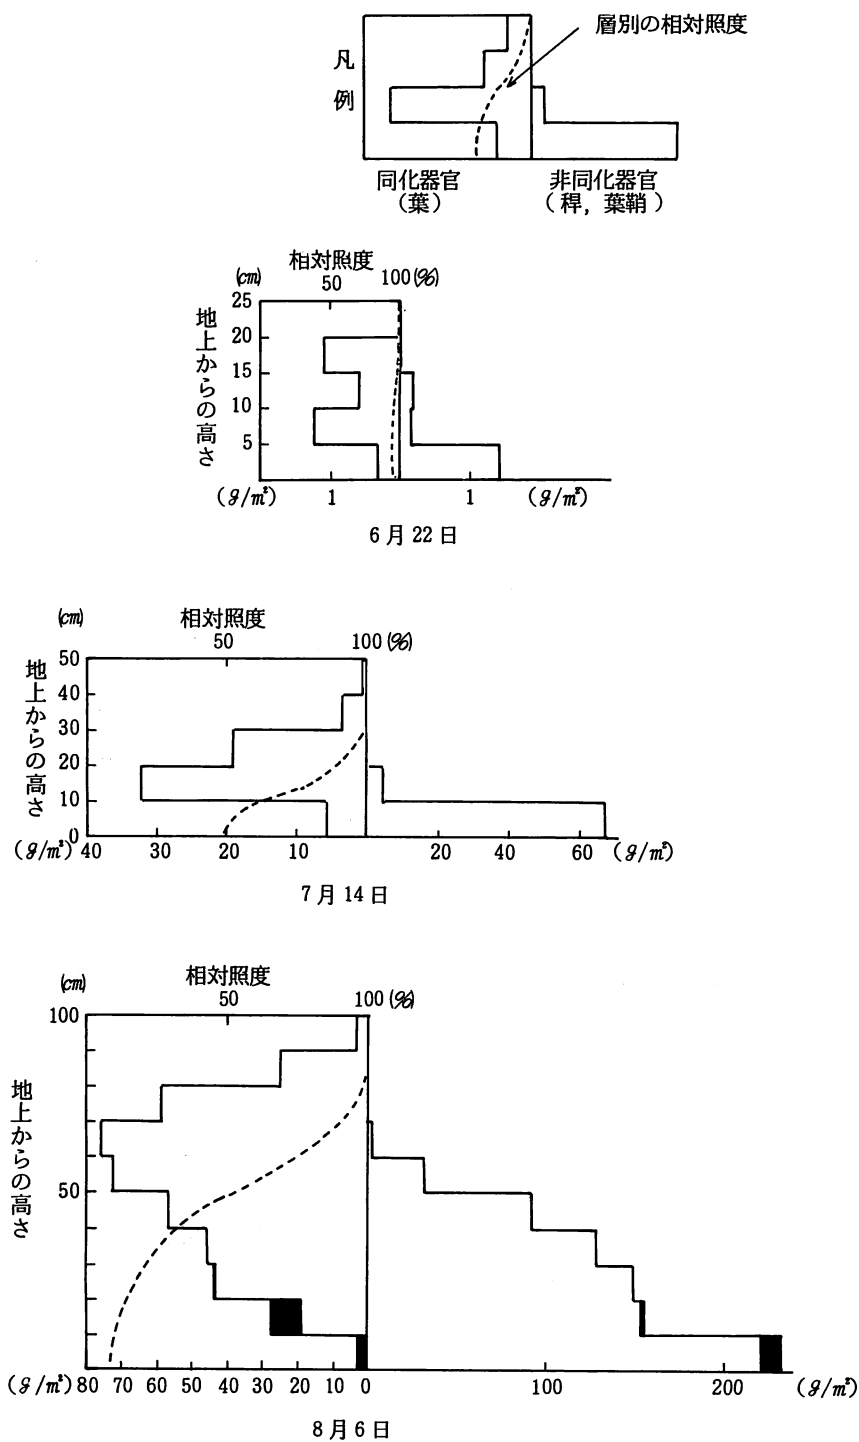 層別の相対照度
凡例
同化器官
(葉)
非同化器官
(稈, 葉鞘)
相対照度
(cm) 50 100(%)
25
20
15
10
5
地上からの高さ
(g/m²) 1 1 (g/m²)
6月22日
(cm) 相対照度
50 100(%)
50
40
30
20
10
0
地上からの高さ
(g/m²) 40 30 20 10 20 40 60 (g/m²)
7月14日
(cm) 相対照度
50 100(%)
100
50
地上からの高さ
(g/m²) 80 70 60 50 40 30 20 10 0 100 200 (g/m²)
8月6日